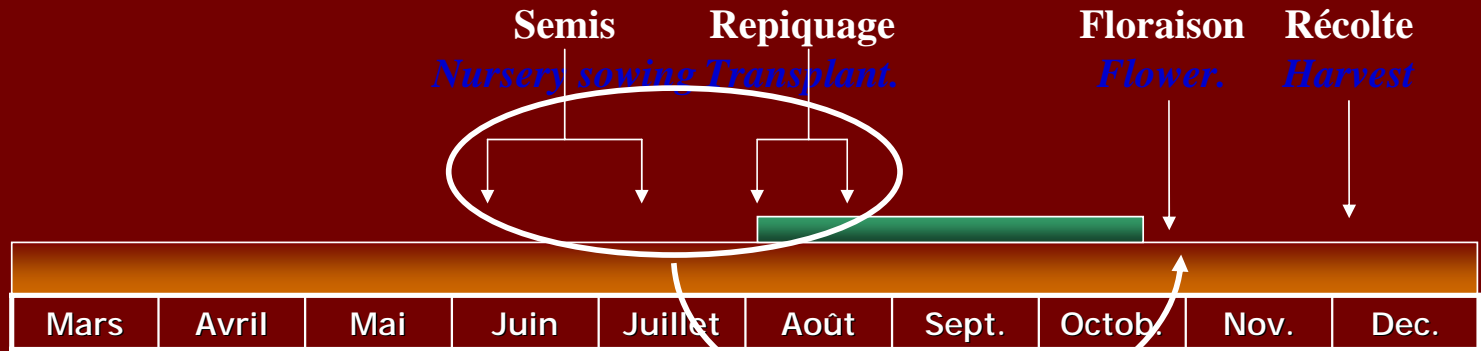 Semis Repiquage Floraison Récolte
Nursery sowing Transplant. Flower. Harvest
Mars Avril Mai Juin Juillet Août Sept. Octob. Nov. Dec.